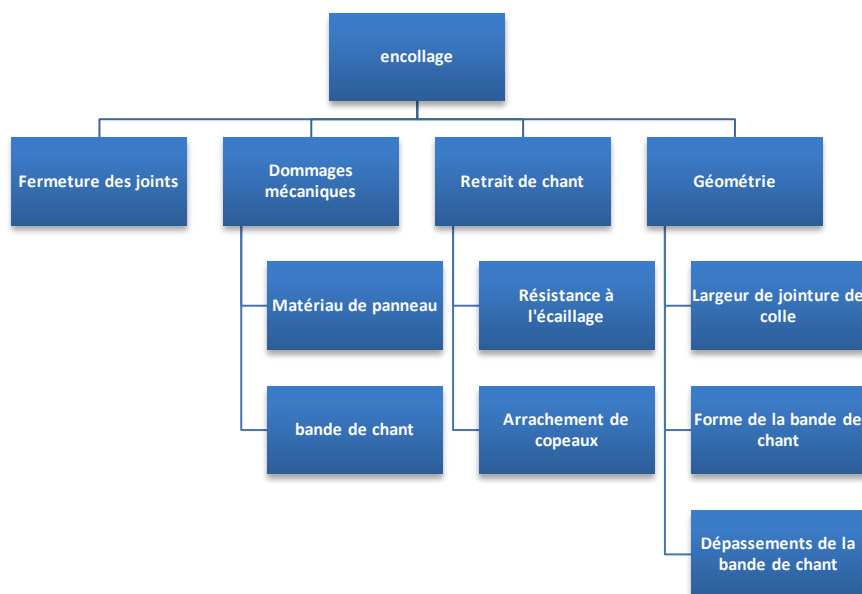 encollage
Fermeture des joints
Dommages
mécaniques
Retrait de chant
Géométrie
Matériau de panneau
bande de chant
Résistance à
l'écaillage
Arrachement de
copeaux
Largeur de jointure de
colle
Forme de la bande de
chant
Dépassements de la
bande de chant